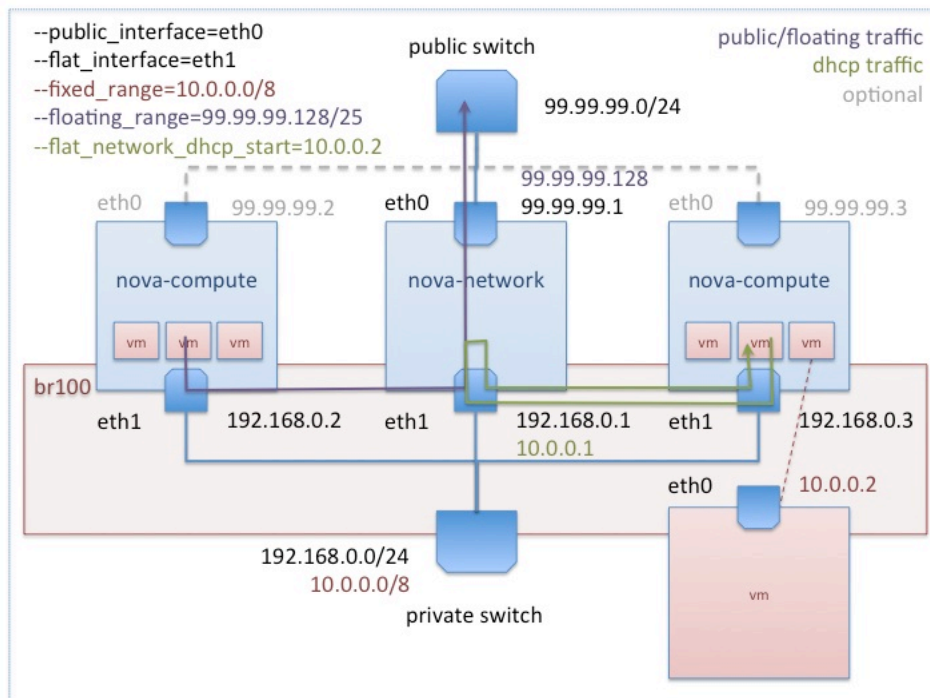 --public_interface=eth0
--flat_interface=eth1
--fixed_range=10.0.0.0/8
--floating_range=99.99.99.128/25
--flat_network_dhcp_start=10.0.0.2
public switch
99.99.99.0/24
public/floating traffic
dhcp traffic
optional
eth0
99.99.99.2
eth0
99.99.99.128
99.99.99.1
eth0
99.99.99.3
nova-compute
nova-network
nova-compute
vm
vm
vm
vm
vm
vm
br100
eth1
192.168.0.2
eth1
192.168.0.1
10.0.0.1
eth1
192.168.0.3
eth0
10.0.0.2
192.168.0.0/24
10.0.0.0/8
private switch
vm